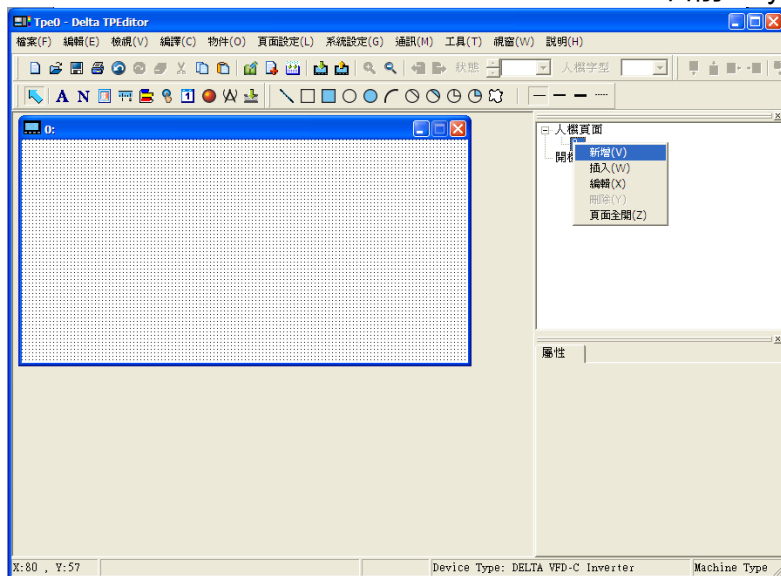 Tpe0 - Delta TPEditor
檔案(F) 編輯(E) 檢視(V) 編譯(C) 物件(O) 頁面設定(L) 系統設定(G) 通訊(M) 工具(T) 視窗(W) 說明(H)
狀態 人機字型
A N 1
0:
人機頁面
新增(V)
開機
插入(W)
編輯(X)
刪除(Y)
頁面全開(Z)
屬性
X:80 , Y:57 Device Type: DELTA VFD-C Inverter Machine Type